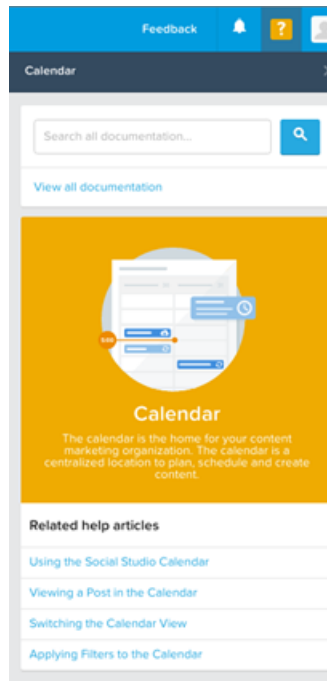 Feedback
?
Calendar
Search all documentation...
View all documentation
Calendar
The calendar is the home for your content
marketing organization. The calendar is a
centralized location to plan, schedule and create
content.
Related help articles
Using the Social Studio Calendar
Viewing a Post in the Calendar
Switching the Calendar View
Applying Filters to the Calendar